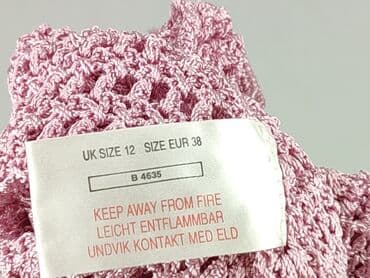 UK SIZE 12 SIZE EUR 38
B 4635
KEEP AWAY FROM FIRE
LEICHT ENTFLAMMBAR
UNDVIK KONTAKT MED ELD